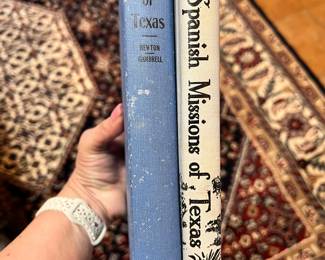 of
Texas
NEWTON
GAMBRELL
Spanish Missions of Texas